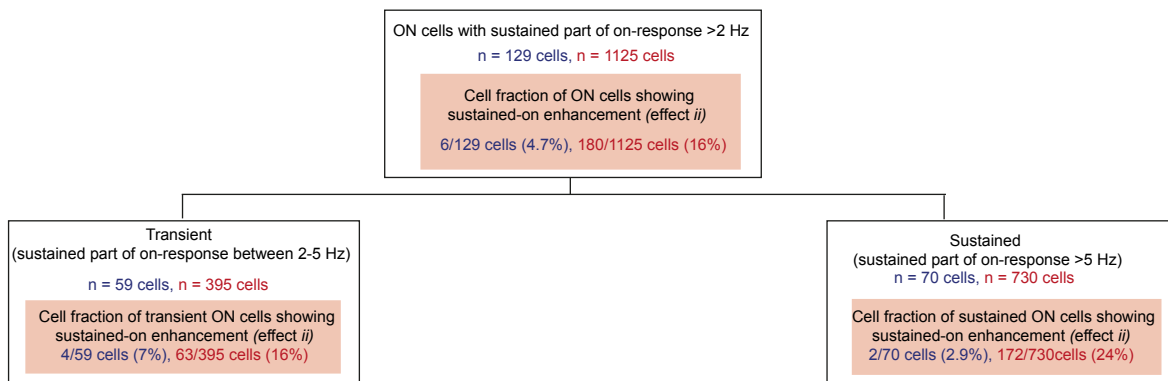 ON cells with sustained part of on-response >2 Hz
n = 129 cells, n = 1125 cells
Cell fraction of ON cells showing
sustained-on enhancement (effect ii)
6/129 cells (4.7%), 180/1125 cells (16%)
Transient
(sustained part of on-response between 2-5 Hz)
n = 59 cells, n = 395 cells
Cell fraction of transient ON cells showing
sustained-on enhancement (effect ii)
4/59 cells (7%), 63/395 cells (16%)
Sustained
(sustained part of on-response >5 Hz)
n = 70 cells, n = 730 cells
Cell fraction of sustained ON cells showing
sustained-on enhancement (effect ii)
2/70 cells (2.9%), 172/730cells (24%)